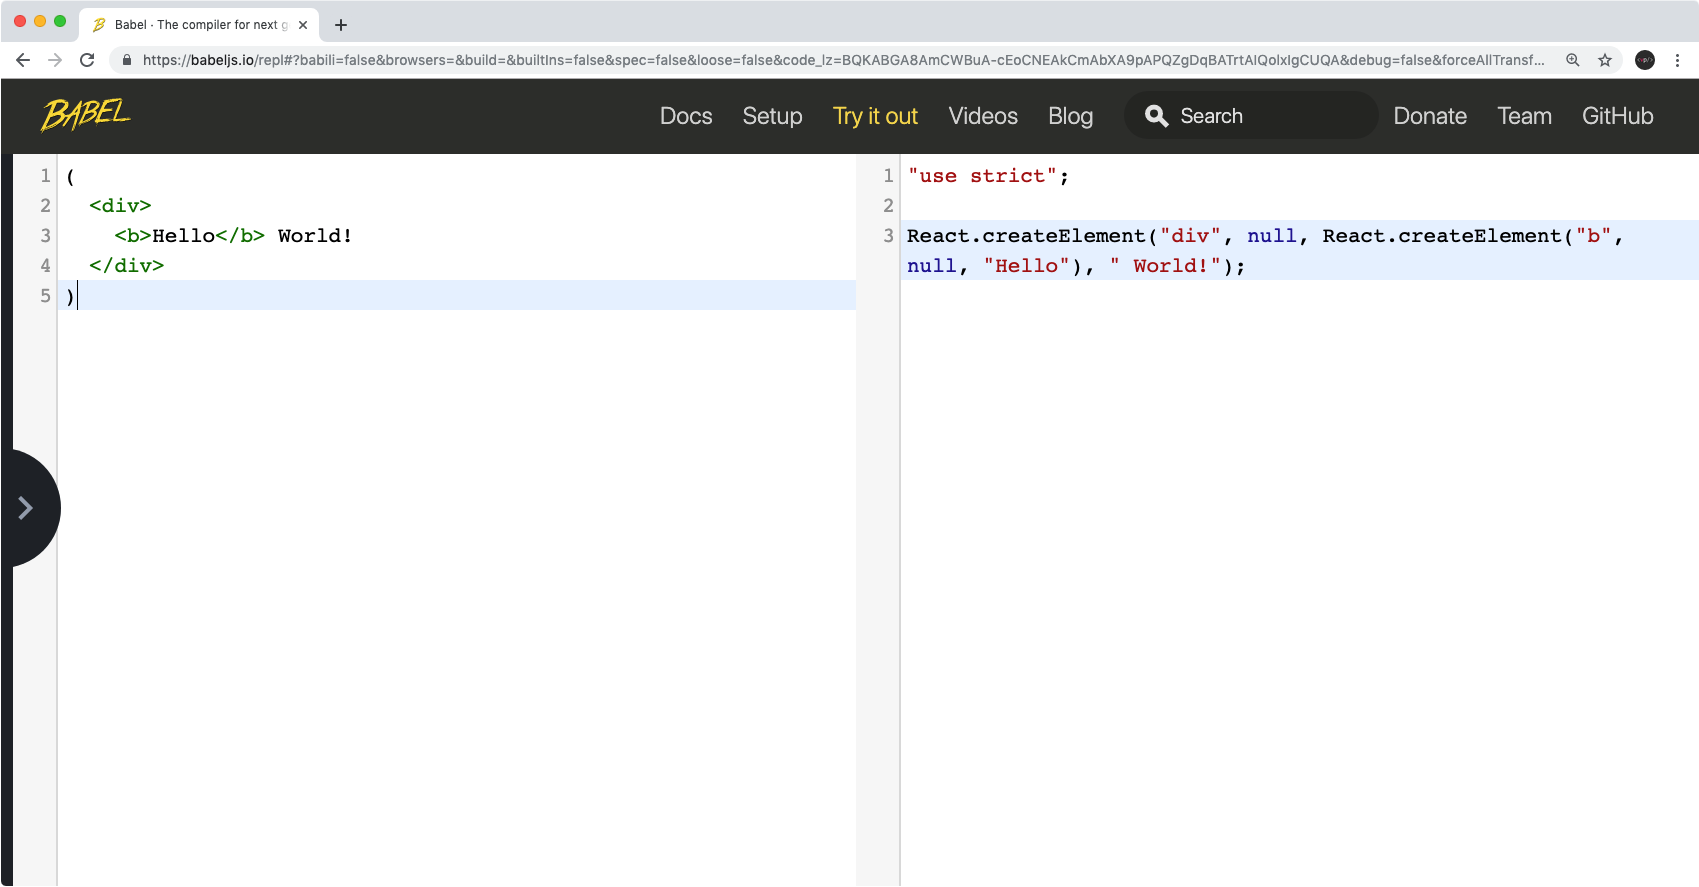 Babel · The compiler for next g
https://babeljs.io/repl#?babili=false&browsers=&build=&builtIns=false&spec=false&loose=false&code_lz=BQKABGA8AmCWBuA-cEoCNEAkCmAbXA9pAPQZgDqBATrtAIQolxIgCUQA&debug=false&forceAllTransf...
BABEL
Docs Setup Try it out Videos Blog Search Donate Team GitHub
1 (
2 <div>
3 <b>Hello</b> World!
4 </div>
5 )
1 "use strict";
2
3 React.createElement("div", null, React.createElement("b",
null, "Hello"), " World!");